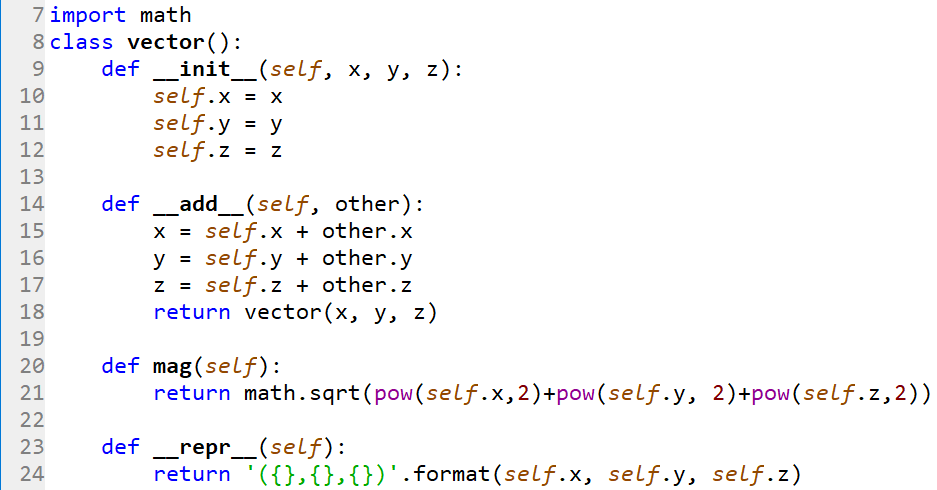 7 import math
8 class vector():
9     def __init__(self, x, y, z):
10         self.x = x
11         self.y = y
12         self.z = z
13
14     def __add__(self, other):
15         x = self.x + other.x
16         y = self.y + other.y
17         z = self.z + other.z
18         return vector(x, y, z)
19
20     def mag(self):
21         return math.sqrt(pow(self.x,2)+pow(self.y, 2)+pow(self.z,2))
22
23     def __repr__(self):
24         return '({},{},{})'.format(self.x, self.y, self.z)